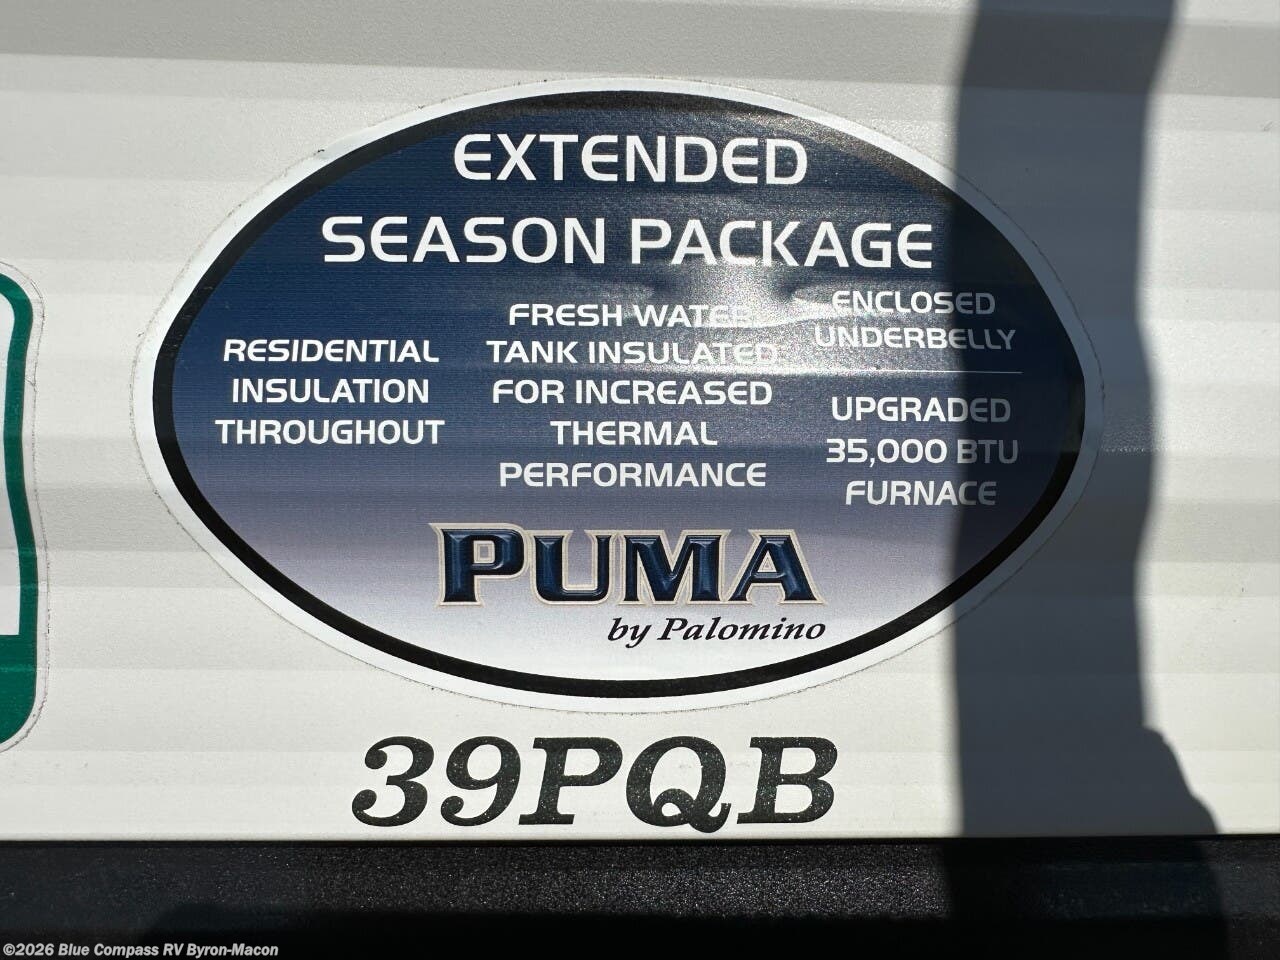 EXTENDED
SEASON PACKAGE
RESIDENTIAL
INSULATION
THROUGHOUT
FRESH WATER
TANK INSULATED
FOR INCREASED
THERMAL
PERFORMANCE
ENCLOSED
UNDERBELLY
UPGRADED
35,000 BTU
FURNACE
PUMA
by Palomino
39PQB
©2026 Blue Compass RV Byron-Macon